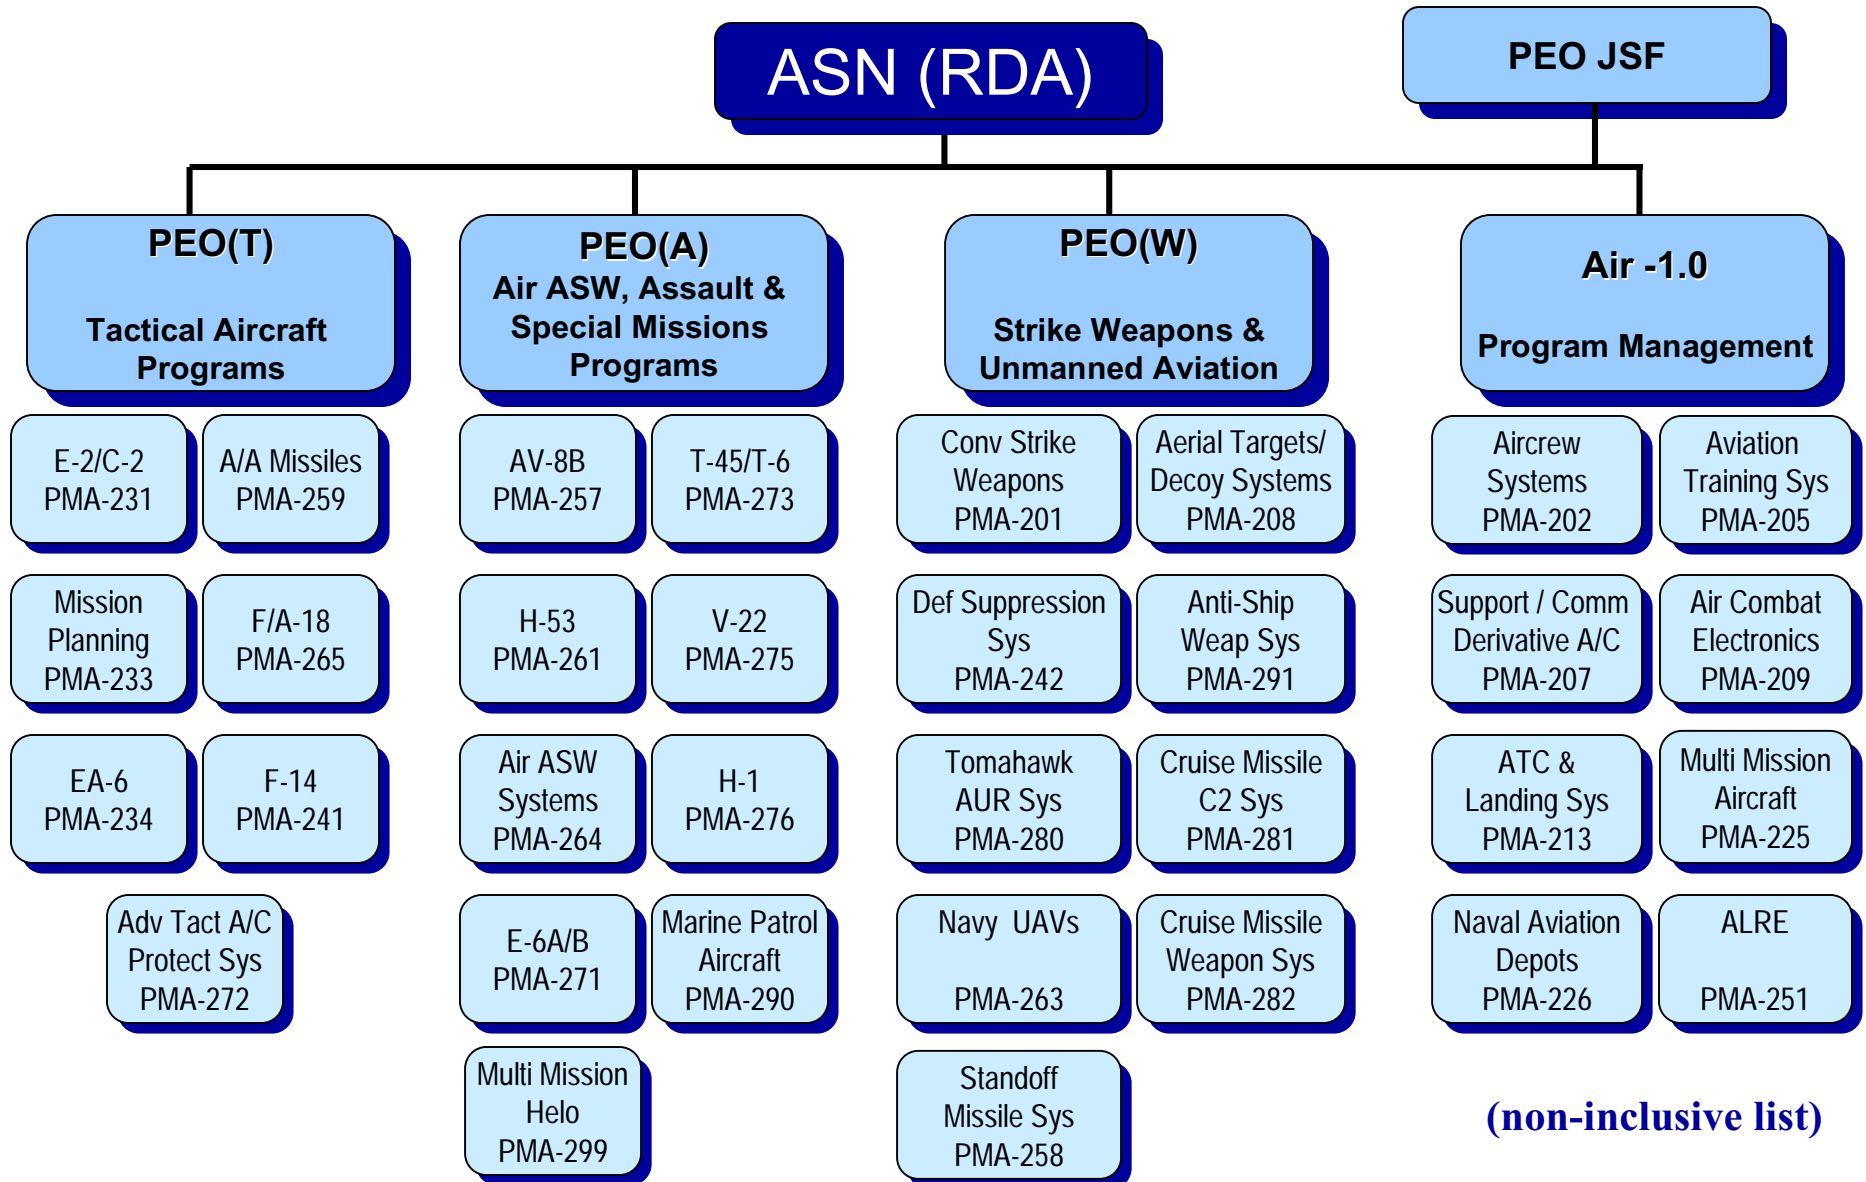 ASN (RDA)
PEO JSF
PEO(T)
Tactical Aircraft
Programs
PEO(A)
Air ASW, Assault &
Special Missions
Programs
PEO(W)
Strike Weapons &
Unmanned Aviation
Air -1.0
Program Management
E-2/C-2
PMA-231
A/A Missiles
PMA-259
Mission
Planning
PMA-233
F/A-18
PMA-265
EA-6
PMA-234
F-14
PMA-241
Adv Tact A/C
Protect Sys
PMA-272
AV-8B
PMA-257
T-45/T-6
PMA-273
H-53
PMA-261
V-22
PMA-275
Air ASW
Systems
PMA-264
H-1
PMA-276
E-6A/B
PMA-271
Marine Patrol
Aircraft
PMA-290
Multi Mission
Helo
PMA-299
Conv Strike
Weapons
PMA-201
Aerial Targets/
Decoy Systems
PMA-208
Def Suppression
Sys
PMA-242
Anti-Ship
Weap Sys
PMA-291
Tomahawk
AUR Sys
PMA-280
Cruise Missile
C2 Sys
PMA-281
Navy UAVs
PMA-263
Cruise Missile
Weapon Sys
PMA-282
Standoff
Missile Sys
PMA-258
Aircrew
Systems
PMA-202
Aviation
Training Sys
PMA-205
Support / Comm
Derivative A/C
PMA-207
Air Combat
Electronics
PMA-209
ATC &
Landing Sys
PMA-213
Multi Mission
Aircraft
PMA-225
Naval Aviation
Depots
PMA-226
ALRE
PMA-251
(non-inclusive list)